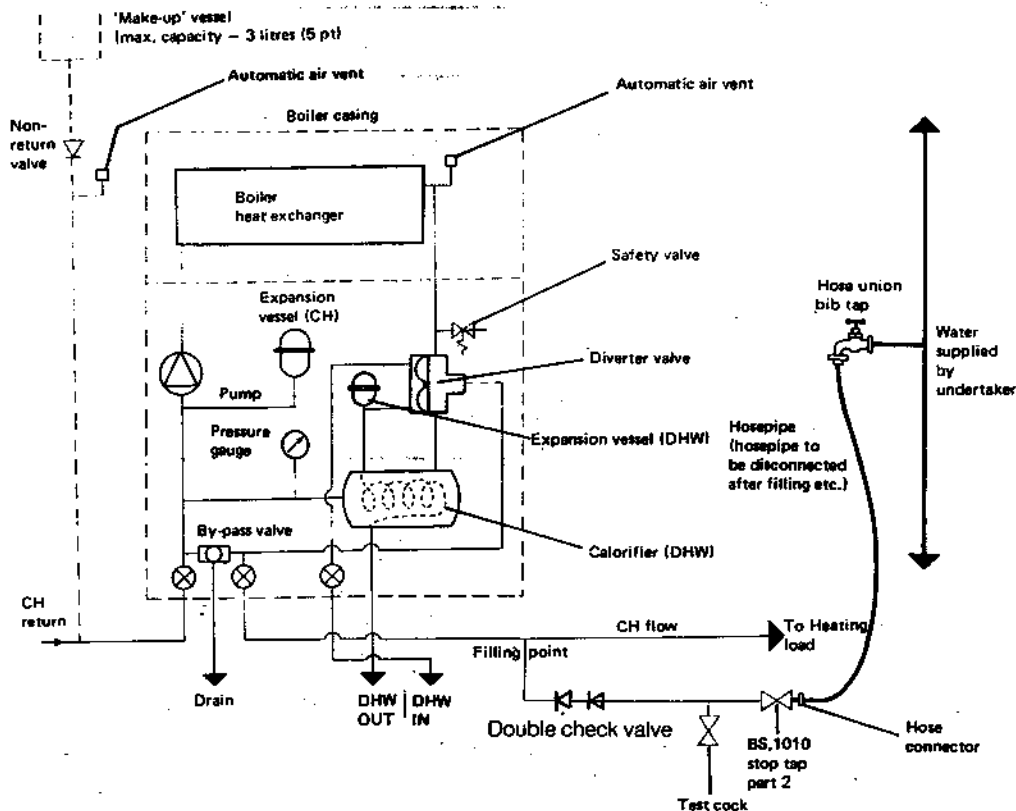 'Make-up' vessel
(max. capacity – 3 litres (5 pt)
Automatic air vent
Automatic air vent
Boiler casing
Non-
return
valve
Boiler
heat exchanger
Safety valve
Expansion
vessel (CH)
Hose union
bib tap
Water
supplied
by
undertaker
Diverter valve
Pump
Expansion vessel (DHW)
Pressure
gauge
Hosepipe
(hosepipe to
be disconnected
after filling etc.)
By-pass valve
Calorifier (DHW)
CH
return
CH flow
To Heating
load
Filling point
Drain
DHW
OUT
DHW
IN
Double check valve
BS,1010
stop tap
part 2
Hose
connector
Test cock